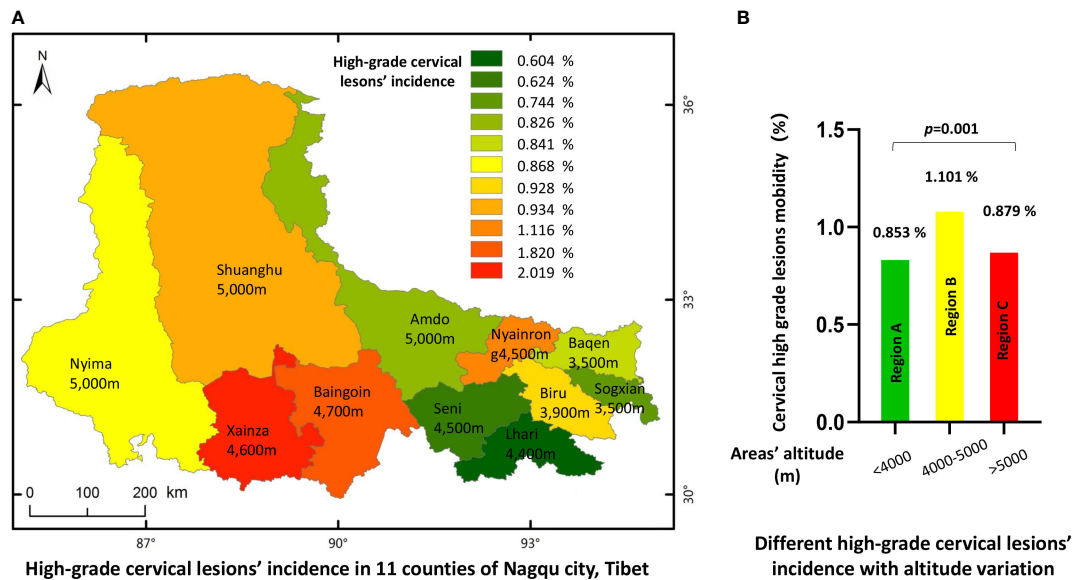 A
N
High-grade cervical
lesions’ incidence
0.604 %
0.624 %
0.744 %
0.826 %
0.841 %
0.868 %
0.928 %
0.934 %
1.116 %
1.820 %
2.019 %
36°
33°
30°
Shuanghu
5,000m
Amdo
5,000m
Nyainron
g4,500m
Baqen
3,500m
Nyima
5,000m
Baingoin
4,700m
Seni
4,500m
Biru
3,900m
Sogxian
3,500m
Xainza
4,600m
Lhari
4,400m
0 100 200 km
87° 90° 93°
High-grade cervical lesions’ incidence in 11 counties of Nagqu city, Tibet
B
Cervical high grade lesions mobidity (%)
1.5
1.0
0.5
0.0
p=0.001
0.853 %
1.101 %
0.879 %
Region A
Region B
Region C
Areas’ altitude
(m)
<4000
4000-5000
>5000
Different high-grade cervical lesions’
incidence with altitude variation